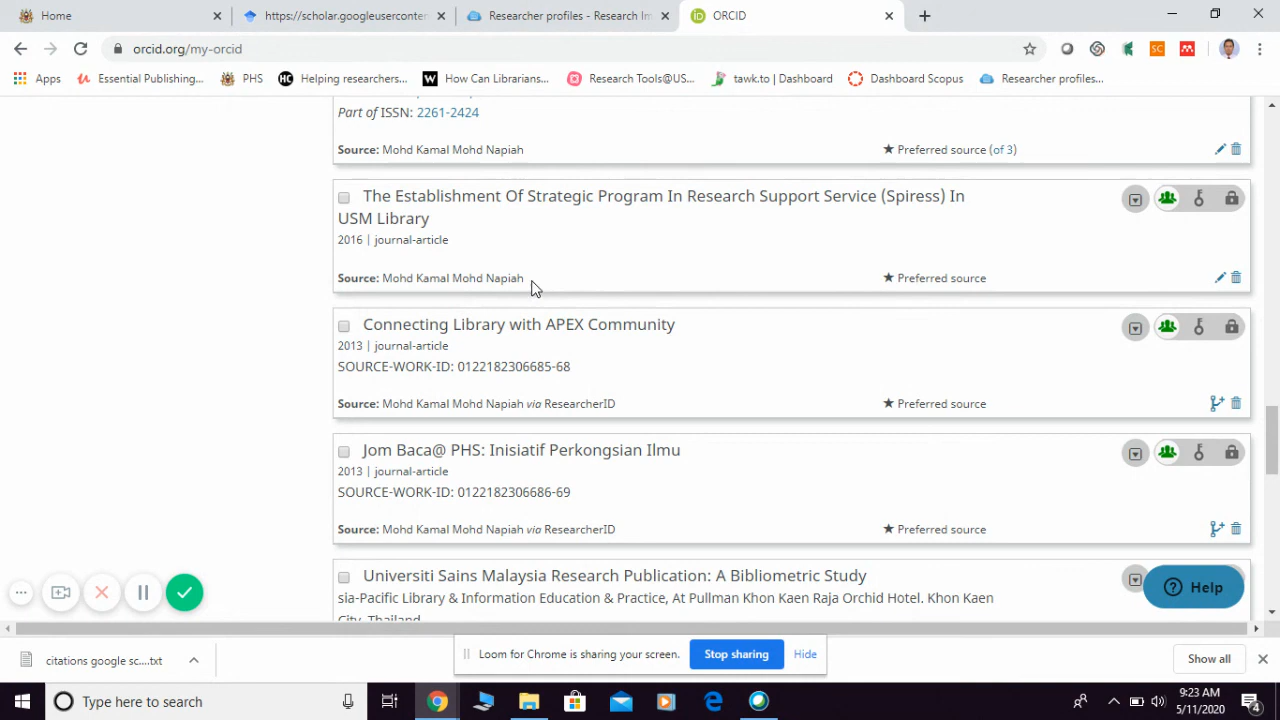 Home
https://scholar.googleuserconter
Researcher profiles - Research Im
ORCID
orcid.org/my-orcid
Apps
Essential Publishing...
PHS
HC
Helping researchers...
W
How Can Librarians...
Research Tools@US...
tawk.to | Dashboard
Dashboard Scopus
Researcher profiles...
SC
Part of ISSN: 2261-2424
Source: Mohd Kamal Mohd Napiah
Preferred source (of 3)
The Establishment Of Strategic Program In Research Support Service (Spiress) In
USM Library
2016 | journal-article
Source: Mohd Kamal Mohd Napiah
Preferred source
Connecting Library with APEX Community
2013 | journal-article
SOURCE-WORK-ID: 0122182306685-68
Source: Mohd Kamal Mohd Napiah via ResearcherID
Preferred source
Jom Baca@ PHS: Inisiatif Perkongsian Ilmu
2013 | journal-article
SOURCE-WORK-ID: 0122182306686-69
Source: Mohd Kamal Mohd Napiah via ResearcherID
Preferred source
Universiti Sains Malaysia Research Publication: A Bibliometric Study
sia-Pacific Library & Information Education & Practice, At Pullman Khon Kaen Raja Orchid Hotel. Khon Kaen
City, Thailand
Help
citations google sc....txt
Loom for Chrome is sharing your screen.
Stop sharing
Hide
Show all
Type here to search
9:23 AM
5/11/2020
4